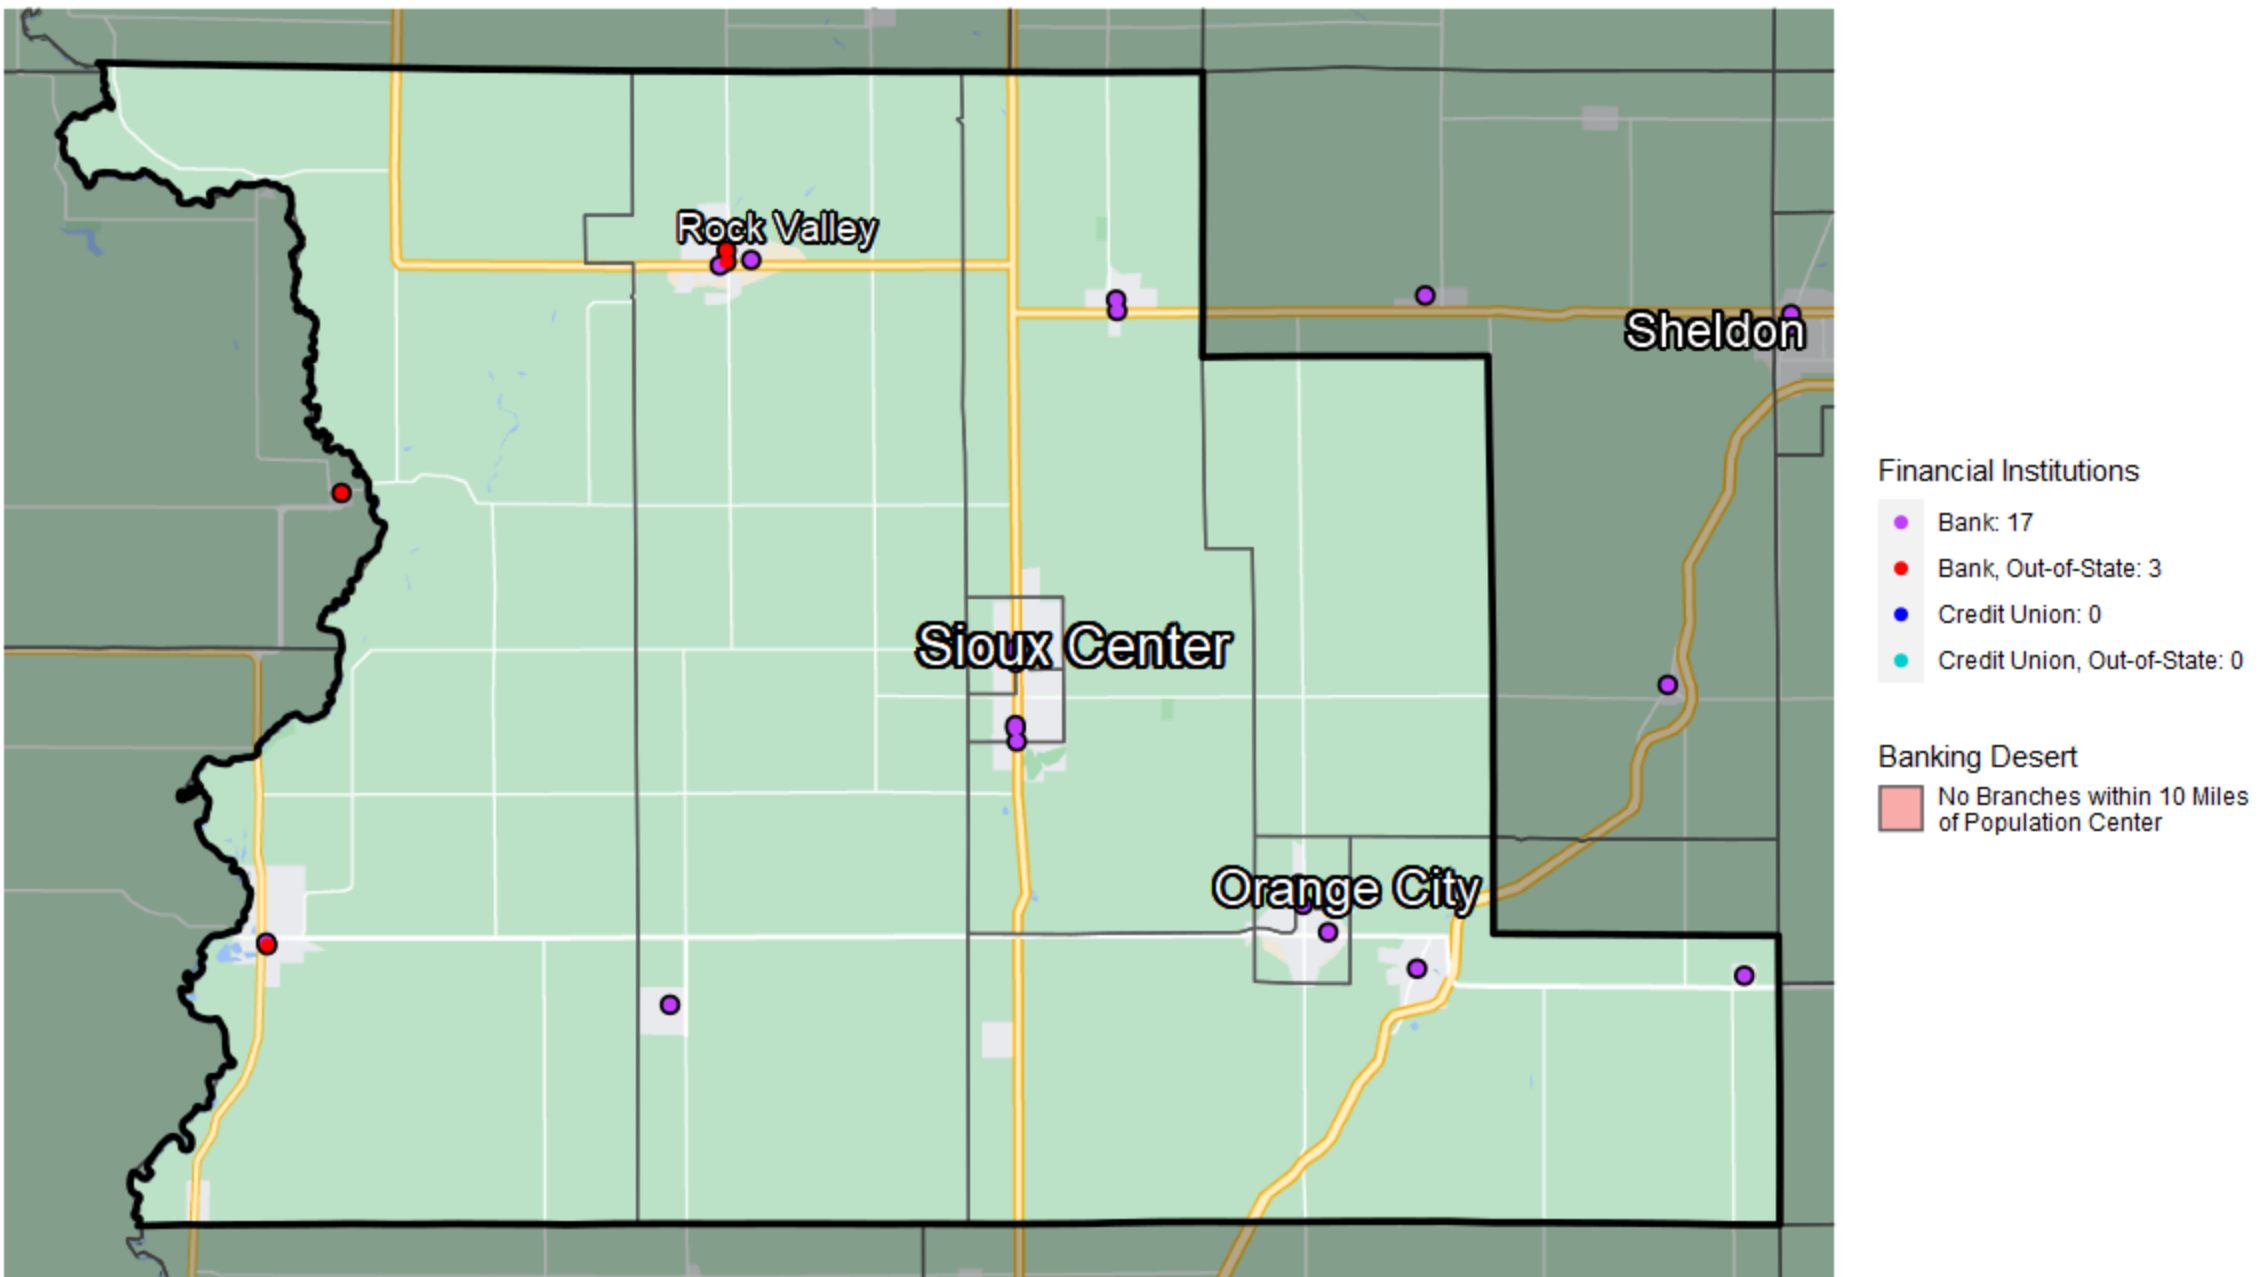 Rock Valley
Sheldon
Sioux Center
Orange City
Financial Institutions
Bank: 17
Bank, Out-of-State: 3
Credit Union: 0
Credit Union, Out-of-State: 0
Banking Desert
No Branches within 10 Miles
of Population Center